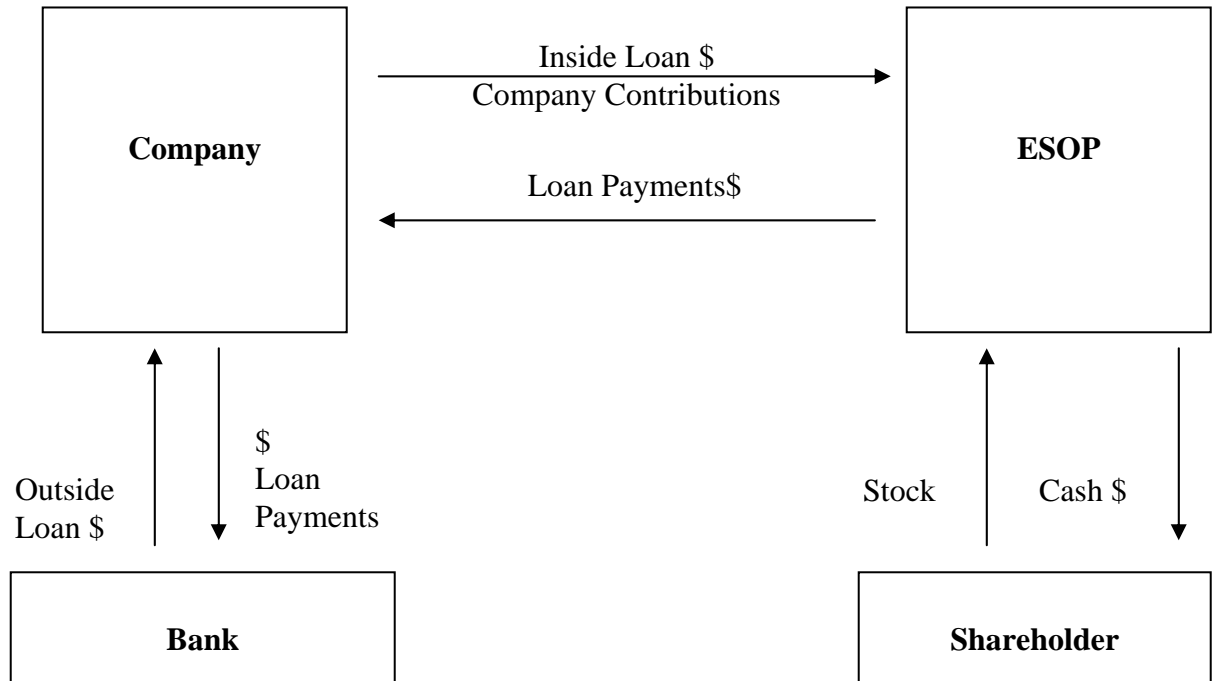 Inside Loan $
Company Contributions
Company
ESOP
Loan Payments$
$
Loan
Payments
Outside
Loan $
Stock
Cash $
Bank
Shareholder